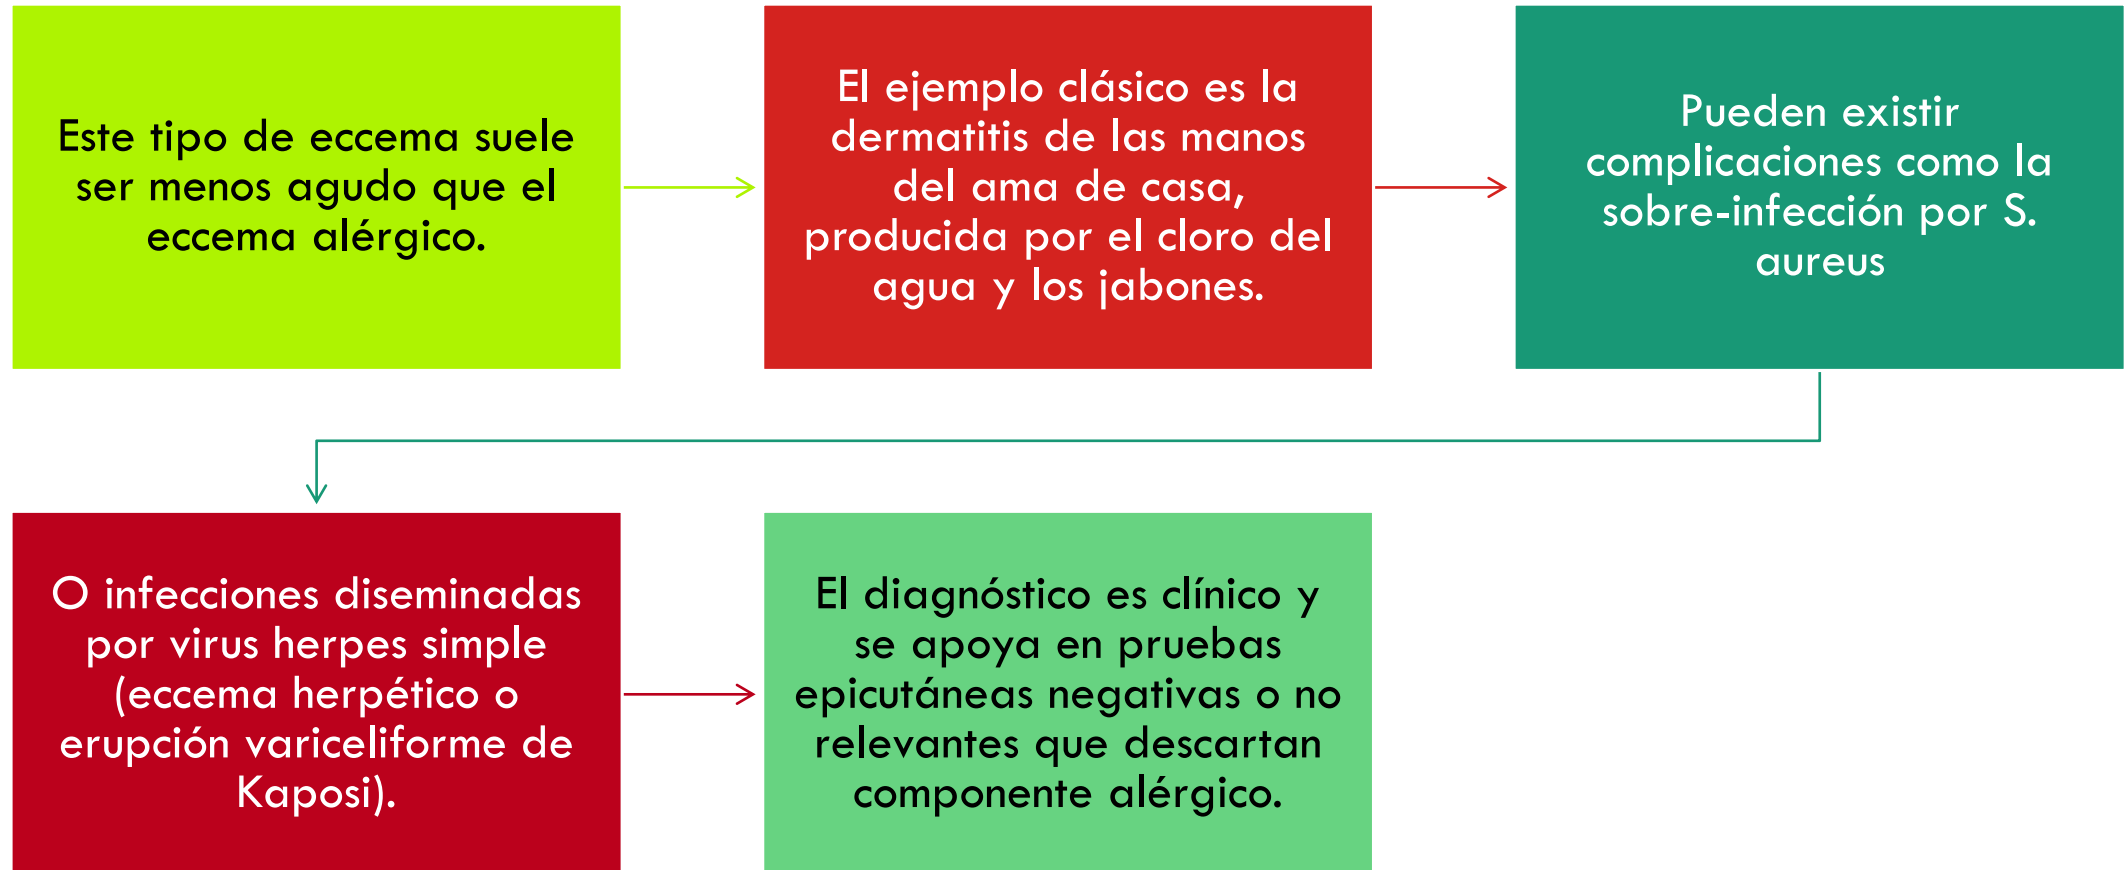 Este tipo de eccema suele
ser menos agudo que el
eccema alérgico.
El ejemplo clásico es la
dermatitis de las manos
del ama de casa,
producida por el cloro del
agua y los jabones.
Pueden existir
complicaciones como la
sobre-infección por S.
aureus
O infecciones diseminadas
por virus herpes simple
(eccema herpético o
erupción variceliforme de
Kaposi).
El diagnóstico es clínico y
se apoya en pruebas
epicutáneas negativas o no
relevantes que descartan
componente alérgico.